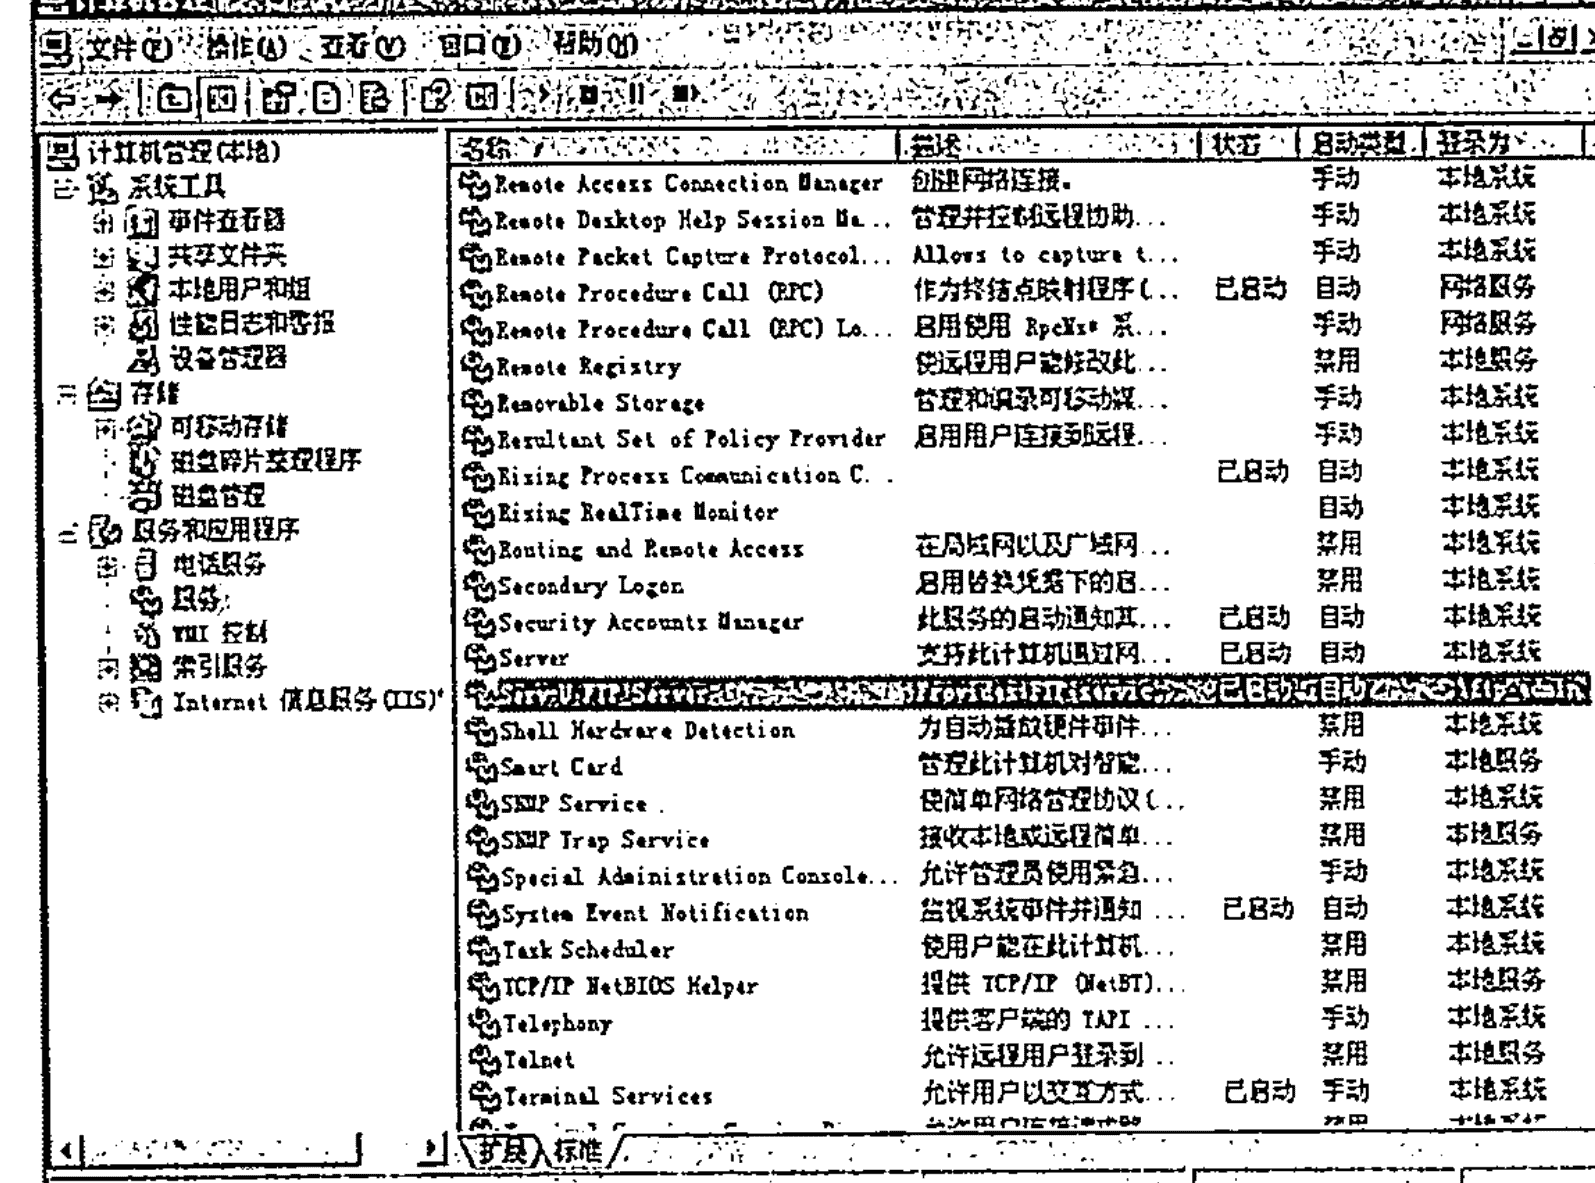 文件(F) 操作(A) 查看(V) 窗口(W) 帮助(H)
计算机管理(本地)
系统工具
事件查看器
共享文件夹
本地用户和组
性能日志和警报
设备管理器
存储
可移动存储
磁盘碎片整理程序
磁盘管理
服务和应用程序
电话服务
服务
WMI 控制
索引服务
Internet 信息服务(IIS)
名称 描述 状态 启动类型 登录为
Remote Access Connection Manager 创建网络连接。 手动 本地系统
Remote Desktop Help Session Ma... 管理并控制远程协助... 手动 本地系统
Remote Packet Capture Protocol... Allows to capture t... 手动 本地系统
Remote Procedure Call (RPC) 作为终结点映射程序(... 已启动 自动 网络服务
Remote Procedure Call (RPC) Lo... 启用使用 RpcNs* 系... 手动 网络服务
Remote Registry 使远程用户能修改此... 禁用 本地服务
Removable Storage 管理和编录可移动媒... 手动 本地系统
Resultant Set of Policy Provider 启用用户连接到远程... 手动 本地系统
Rising Process Communication C.. 已启动 自动 本地系统
Rising RealTime Monitor 自动 本地系统
Routing and Remote Access 在局域网以及广域网... 禁用 本地系统
Secondary Logon 启用替换凭据下的启... 禁用 本地系统
Security Accounts Manager 此服务的启动通知其... 已启动 自动 本地系统
Server 支持此计算机通过网... 已启动 自动 本地系统
Serv-U FTP Server Provides FTP servic... 已启动 自动
Shell Hardware Detection 为自动播放硬件事件... 禁用 本地系统
Smart Card 管理此计算机对智能... 手动 本地服务
SNMP Service 使简单网络管理协议(... 禁用 本地系统
SNMP Trap Service 接收本地或远程简单... 禁用 本地服务
Special Administration Console... 允许管理员使用紧急... 手动 本地系统
System Event Notification 监视系统事件并通知 ... 已启动 自动 本地系统
Task Scheduler 使用户能在此计算机... 禁用 本地系统
TCP/IP NetBIOS Helper 提供 TCP/IP (NetBT)... 禁用 本地服务
Telephony 提供客户端的 TAPI ... 手动 本地系统
Telnet 允许远程用户登录到 .. 禁用 本地服务
Terminal Services 允许用户以交互方式... 已启动 手动 本地系统
扩展 标准